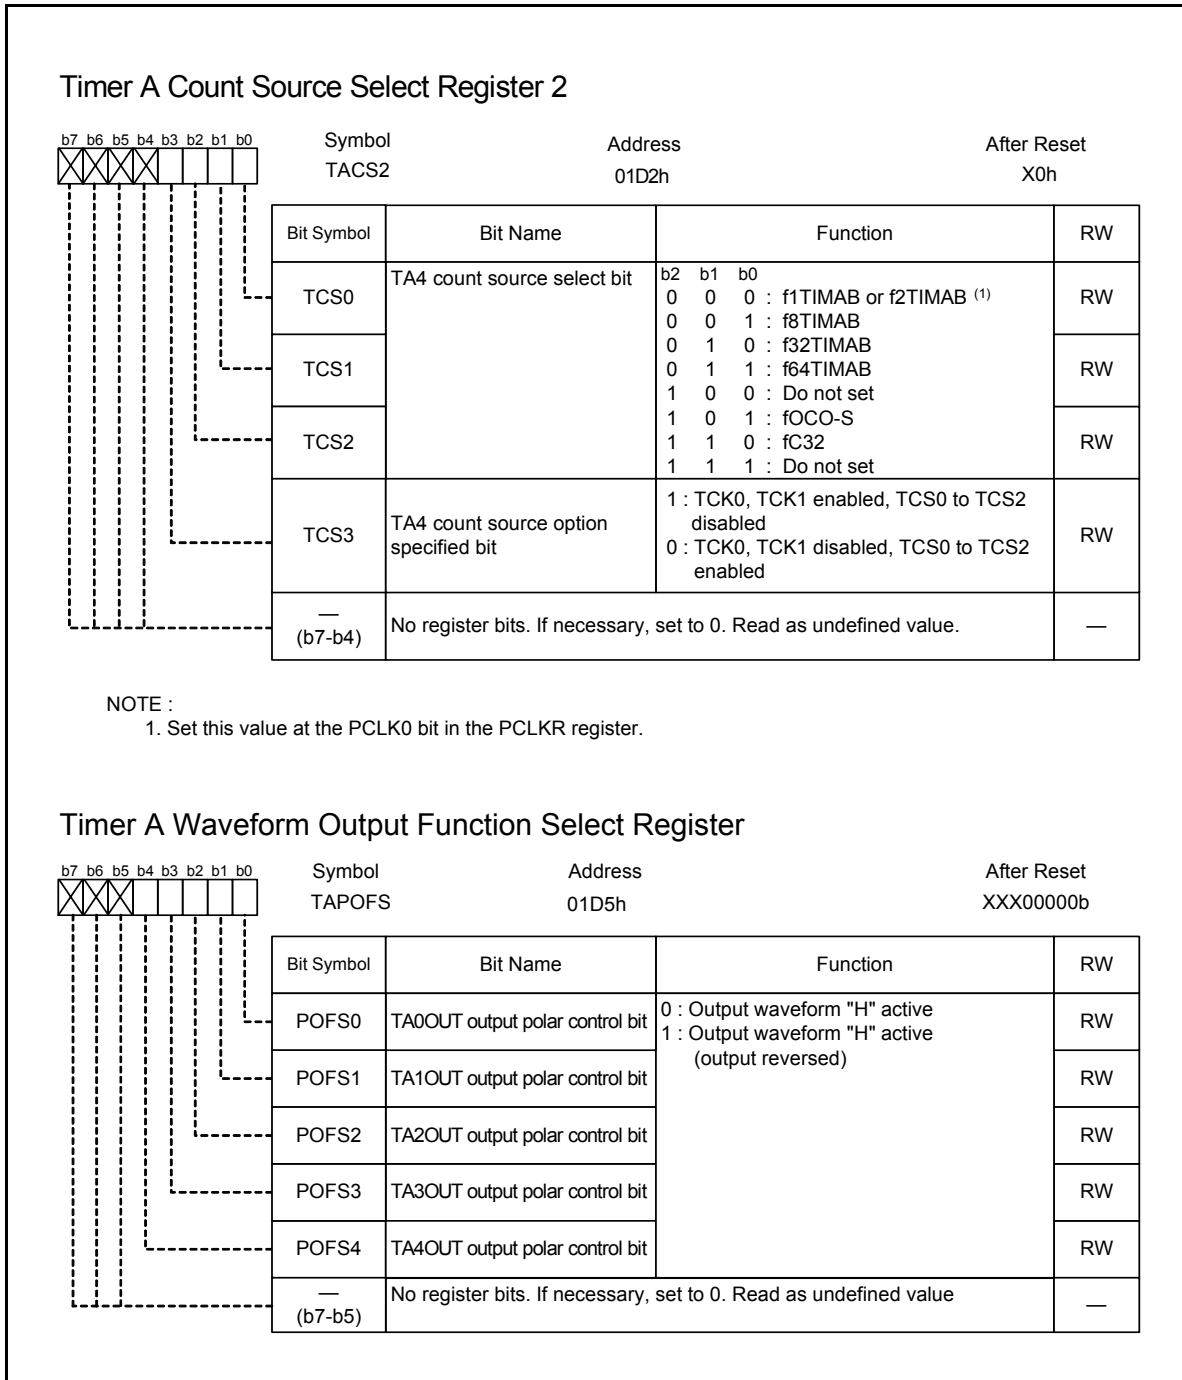 Timer A Count Source Select Register 2
b7 b6 b5 b4 b3 b2 b1 b0
Symbol Address After Reset
TACS2 01D2h X0h
Bit Symbol Bit Name Function RW
TCS0 TA4 count source select bit RW
b2 b1 b0
0 0 0 : f1TIMAB or f2TIMAB (1)
0 0 1 : f8TIMAB
0 1 0 : f32TIMAB
0 1 1 : f64TIMAB
1 0 0 : Do not set
1 0 1 : fOCO-S
1 1 0 : fC32
1 1 1 : Do not set
TCS1 RW
TCS2 RW
TCS3 TA4 count source option
specified bit
1 : TCK0, TCK1 enabled, TCS0 to TCS2
disabled
0 : TCK0, TCK1 disabled, TCS0 to TCS2
enabled
RW
—
(b7-b4)
No register bits. If necessary, set to 0. Read as undefined value. —
NOTE :
1. Set this value at the PCLK0 bit in the PCLKR register.
Timer A Waveform Output Function Select Register
b7 b6 b5 b4 b3 b2 b1 b0
Symbol Address After Reset
TAPOFS 01D5h XXX00000b
Bit Symbol Bit Name Function RW
POFS0 TA0OUT output polar control bit RW
0 : Output waveform "H" active
1 : Output waveform "H" active
(output reversed)
POFS1 TA1OUT output polar control bit RW
POFS2 TA2OUT output polar control bit RW
POFS3 TA3OUT output polar control bit RW
POFS4 TA4OUT output polar control bit RW
—
(b7-b5)
No register bits. If necessary, set to 0. Read as undefined value —